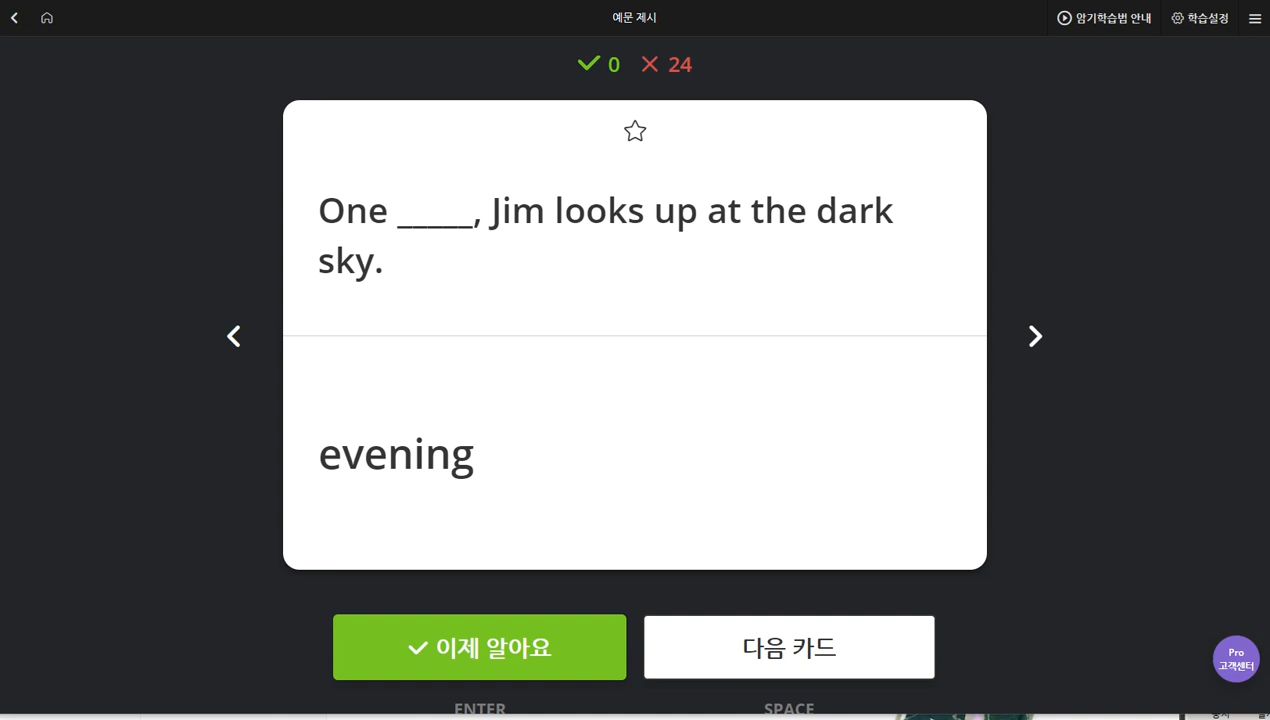 예문 제시
암기학습법 안내
학습설정
0
24
One _____, Jim looks up at the dark
sky.
evening
이제 알아요
다음 카드
Pro
고객센터
ENTER
SPACE